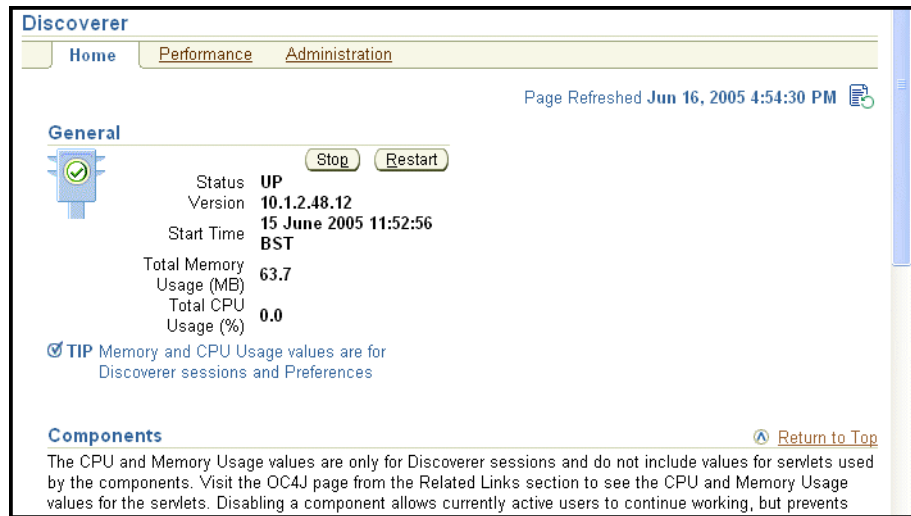 Discoverer
Home Performance Administration
Page Refreshed Jun 16, 2005 4:54:30 PM
General
Stop Restart
Status UP
Version 10.1.2.48.12
Start Time 15 June 2005 11:52:56
BST
Total Memory
Usage (MB) 63.7
Total CPU
Usage (%) 0.0
TIP Memory and CPU Usage values are for
Discoverer sessions and Preferences
Components
Return to Top
The CPU and Memory Usage values are only for Discoverer sessions and do not include values for servlets used
by the components. Visit the OC4J page from the Related Links section to see the CPU and Memory Usage
values for the servlets. Disabling a component allows currently active users to continue working, but prevents